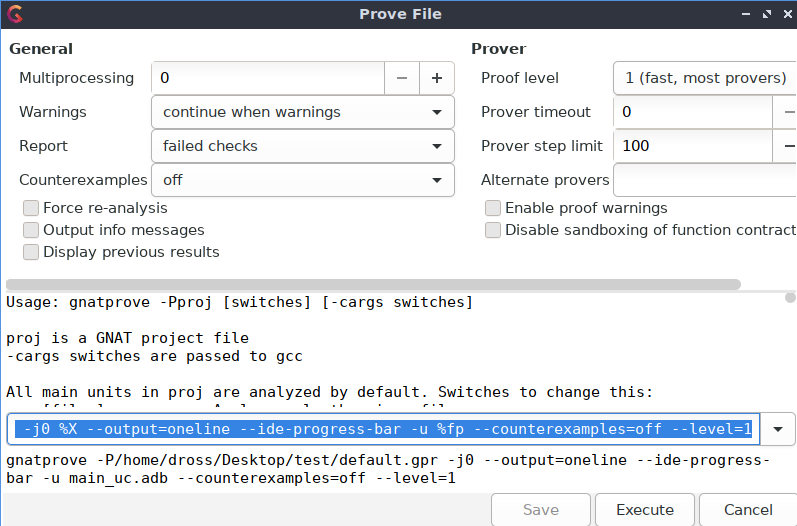 Prove File
General
Multiprocessing 0
Warnings continue when warnings
Report failed checks
Counterexamples off
Force re-analysis
Output info messages
Display previous results
Prover
Proof level 1 (fast, most provers)
Prover timeout 0
Prover step limit 100
Alternate provers
Enable proof warnings
Disable sandboxing of function contract
Usage: gnatprove -Pproj [switches] [-cargs switches]
proj is a GNAT project file
-cargs switches are passed to gcc
All main units in proj are analyzed by default. Switches to change this:
-j0 %X --output=oneline --ide-progress-bar -u %fp --counterexamples=off --level=1
gnatprove -P/home/dross/Desktop/test/default.gpr -j0 --output=oneline --ide-progress-
bar -u main_uc.adb --counterexamples=off --level=1
Save Execute Cancel